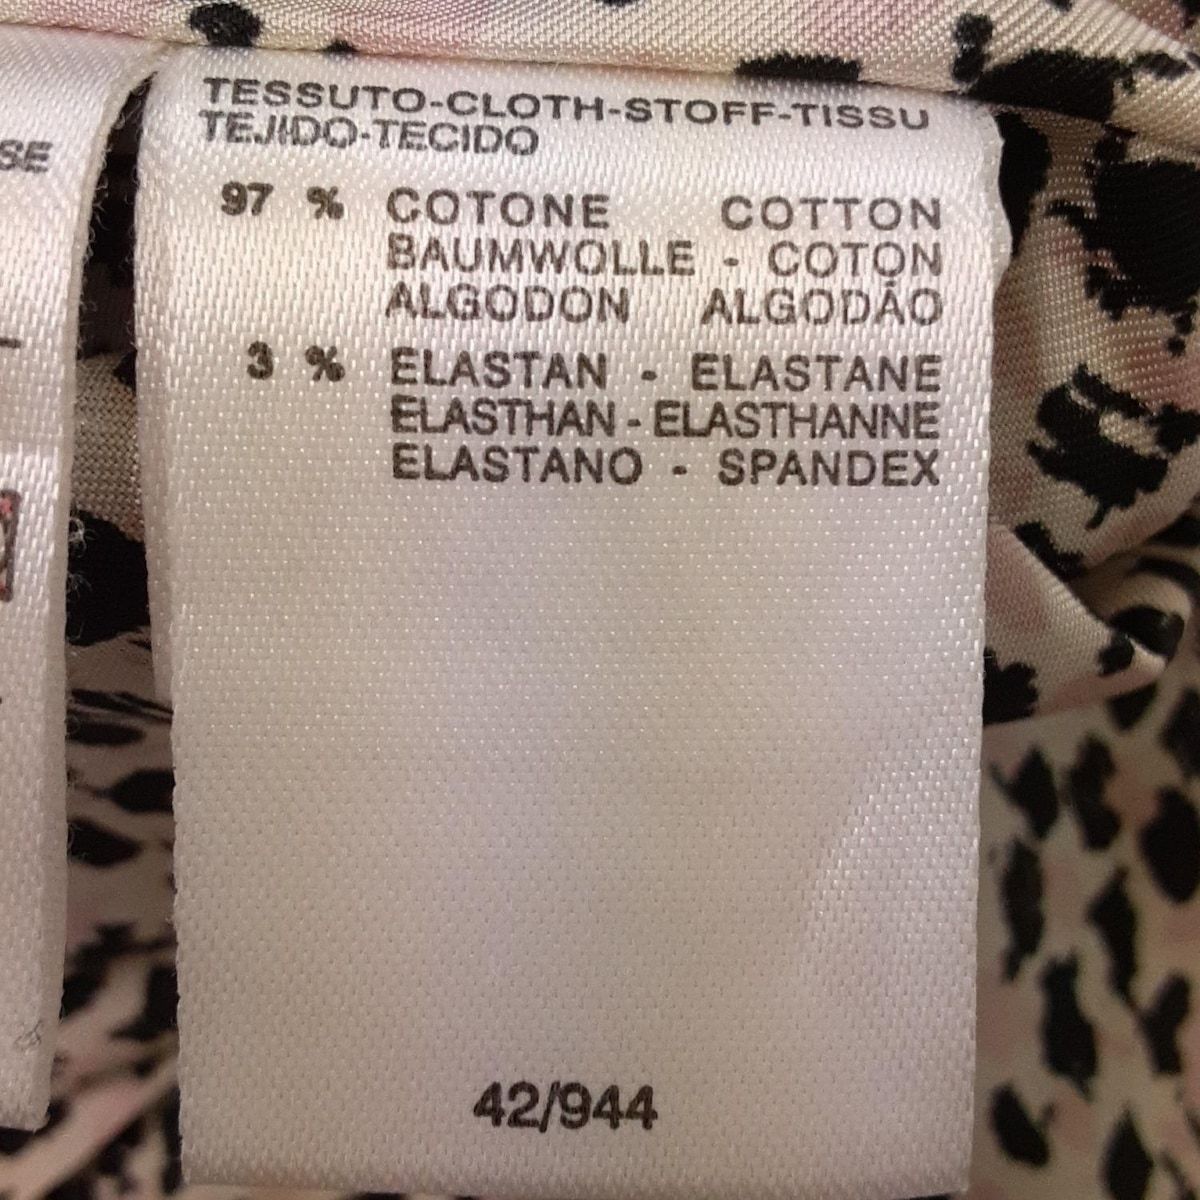 SE
TESSUTO-CLOTH-STOFF-TISSU
TEJIDO-TECIDO
97 % COTONE COTTON
BAUMWOLLE - COTON
ALGODON ALGODÃO
3 % ELASTAN - ELASTANE
ELASTHAN - ELASTHANNE
ELASTANO - SPANDEX
42/944